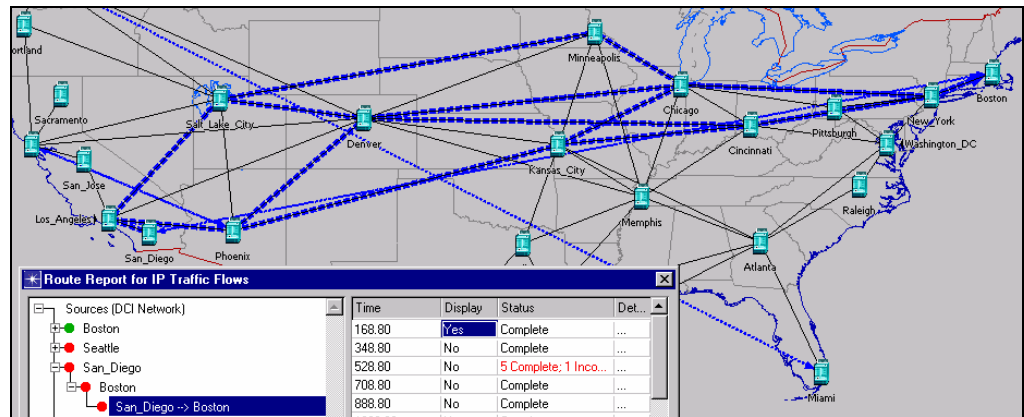 ortland
Minneapolis
Boston
Sacramento
Salt_Lake_City
Chicago
New_York
Denver
Pittsburgh
Cincinnati
Washington_DC
San_Jose
Kansas_City
Los_Angeles
Memphis
Raleigh
San_Diego
Phoenix
Atlanta
Miami
Route Report for IP Traffic Flows
Sources (DCI Network)
Boston
Seattle
San_Diego
Boston
San_Diego --> Boston
Time Display Status Det...
168.80 Yes Complete ...
348.80 No Complete ...
528.80 No 5 Complete; 1 Inco... ...
708.80 No Complete ...
888.80 No Complete ...